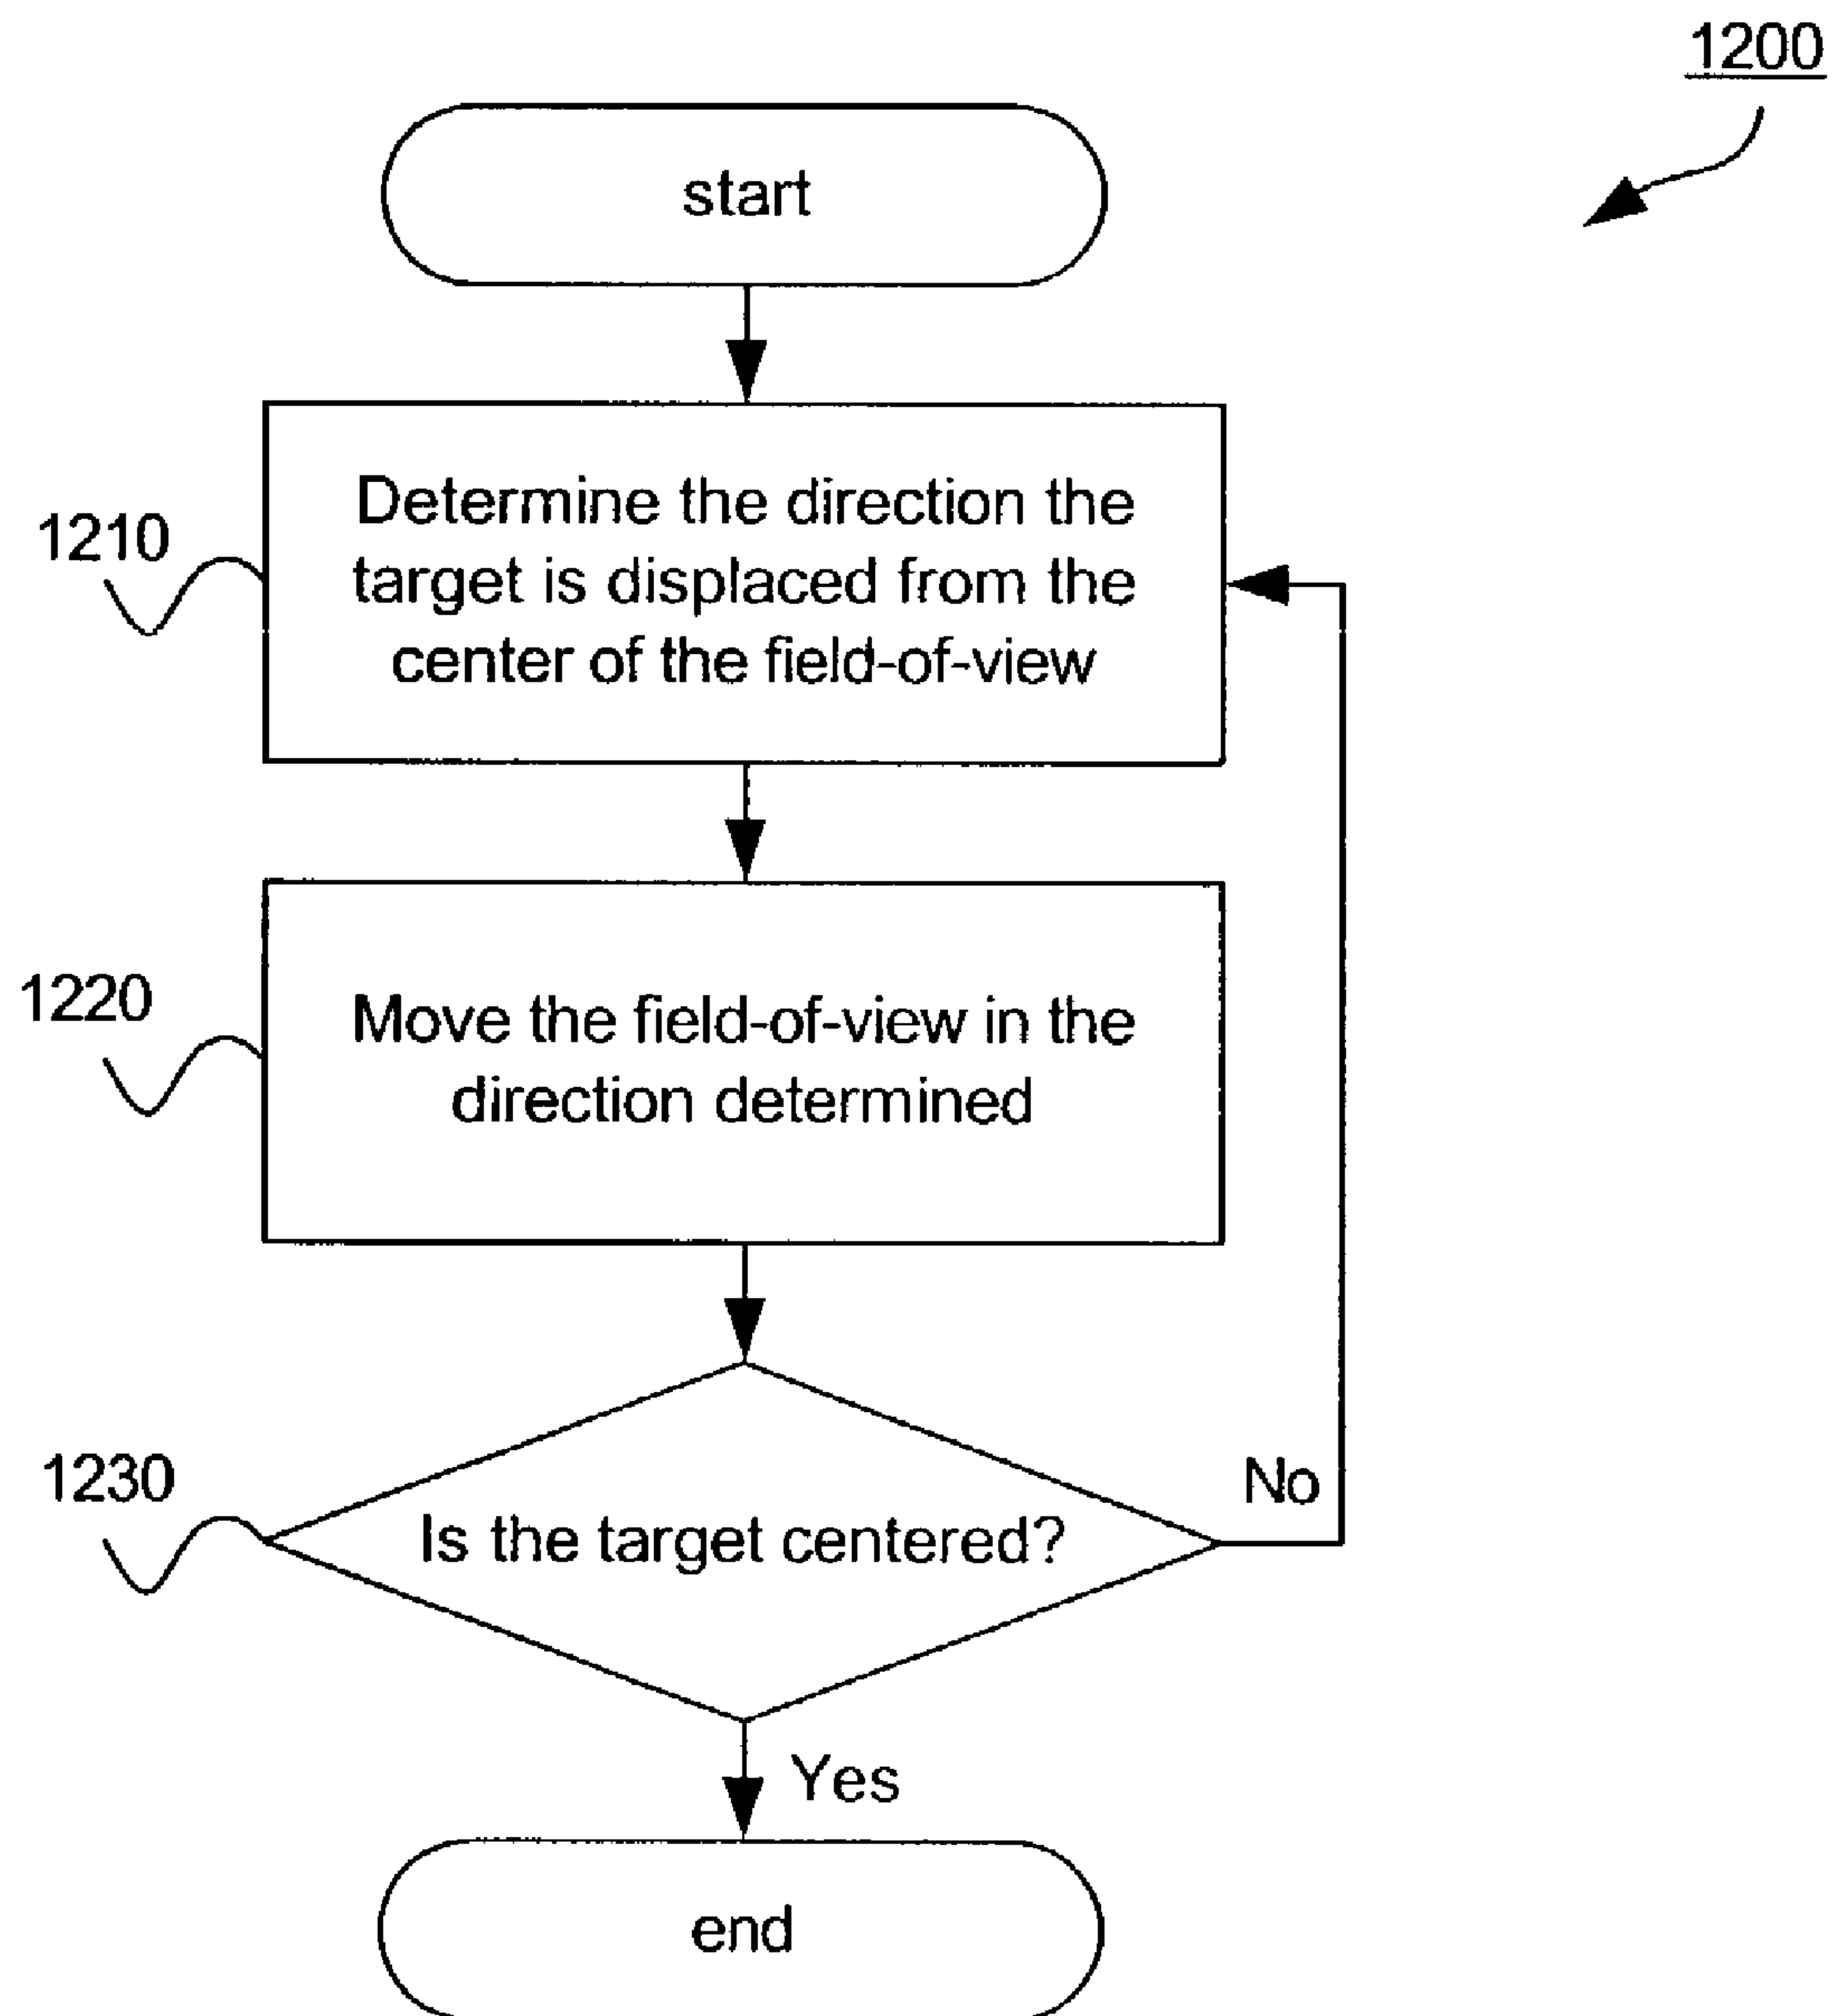 1200
start
1210
Determine the direction the
target is displaced from the
center of the field-of-view
1220
Move the field-of-view in the
direction determined
1230
Is the target centered?
No
Yes
end